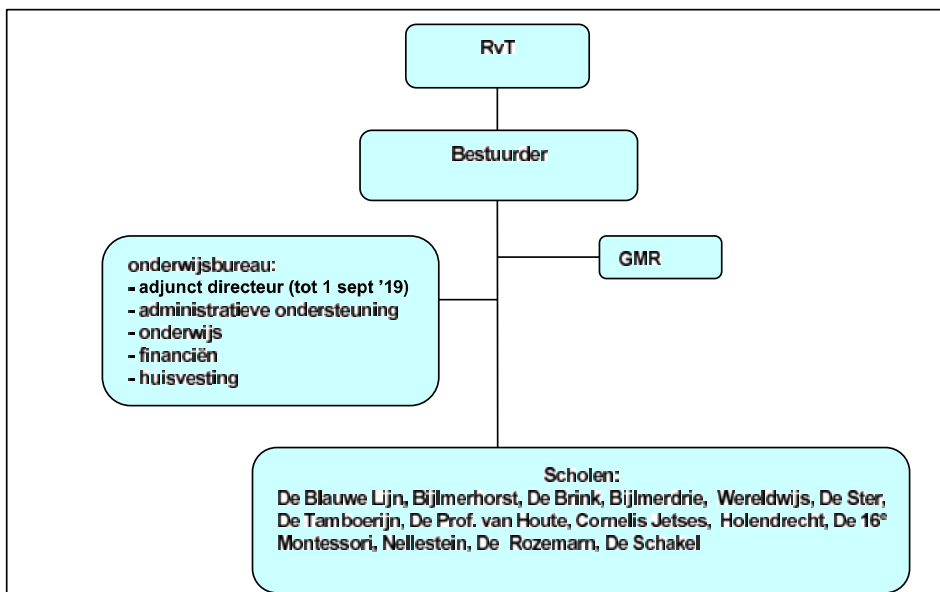 RvT
Bestuurder
GMR
onderwijsbureau:
- adjunct directeur (tot 1 sept ’19)
- administratieve ondersteuning
- onderwijs
- financiën
- huisvesting
Scholen:
De Blauwe Lijn, Bijlmerhorst, De Brink, Bijlmerdrie, Wereldwijs, De Ster,
De Tamboerijn, De Prof. van Houte, Cornelis Jetses, Holendrecht, De 16e
Montessori, Nellestein, De Rozemarn, De Schakel